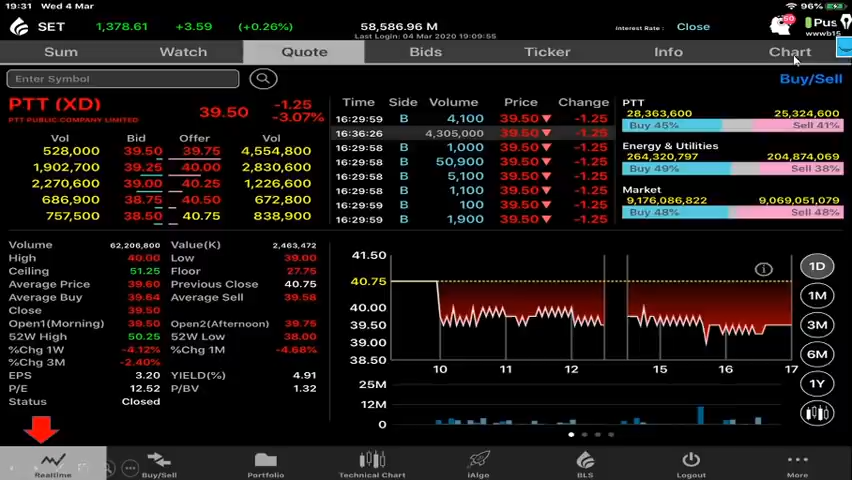 19:31 Wed 4 Mar 96%
SET 1,378.61 +3.59 (+0.26%) 58,586.96 M Interest Rate : Close
Last Login: 04 Mar 2020 19:09:55
wwwb15
Sum Watch Quote Bids Ticker Info Chart
Enter Symbol Buy/Sell
PTT (XD) 39.50 -1.25 -3.07%
PTT PUBLIC COMPANY LIMITED
Vol Bid Offer Vol
528,000 39.50 39.75 4,554,800
1,902,700 39.25 40.00 2,830,600
2,270,600 39.00 40.25 1,226,600
686,900 38.75 40.50 672,800
757,500 38.50 40.75 838,900
Time Side Volume Price Change
16:29:59 B 4,100 39.50 -1.25
16:36:26 4,305,000 39.50 -1.25
16:29:58 B 1,000 39.50 -1.25
16:29:58 B 50,900 39.50 -1.25
16:29:58 B 5,100 39.50 -1.25
16:29:58 B 100 39.50 -1.25
16:29:59 B 1,900 39.50 -1.25
PTT
28,363,600 25,324,600
Buy 45% Sell 41%
Energy & Utilities
264,320,797 204,874,069
Buy 49% Sell 38%
Market
9,176,086,822 9,069,051,079
Buy 48% Sell 48%
Volume 62,206,800 Value(K) 2,463,472
High 40.00 Low 39.00
Ceiling 51.25 Floor 27.75
Average Price 39.60 Previous Close 40.75
Average Buy 39.64 Average Sell 39.58
Close 39.50
Open1(Morning) 39.50 Open2(Afternoon) 39.75
52W High 50.25 52W Low 38.00
%Chg 1W -4.12% %Chg 1M -4.68%
%Chg 3M -2.40%
EPS 3.20 YIELD(%) 4.91
P/E 12.52 P/BV 1.32
Status Closed
41.50
40.75
40.00
39.50
39.00
38.50
10 11 12 15 16 17
25M
12M
0
1D
1M
3M
6M
1Y
Realtime Buy/Sell Portfolio Technical Chart iAlgo BLS Logout More